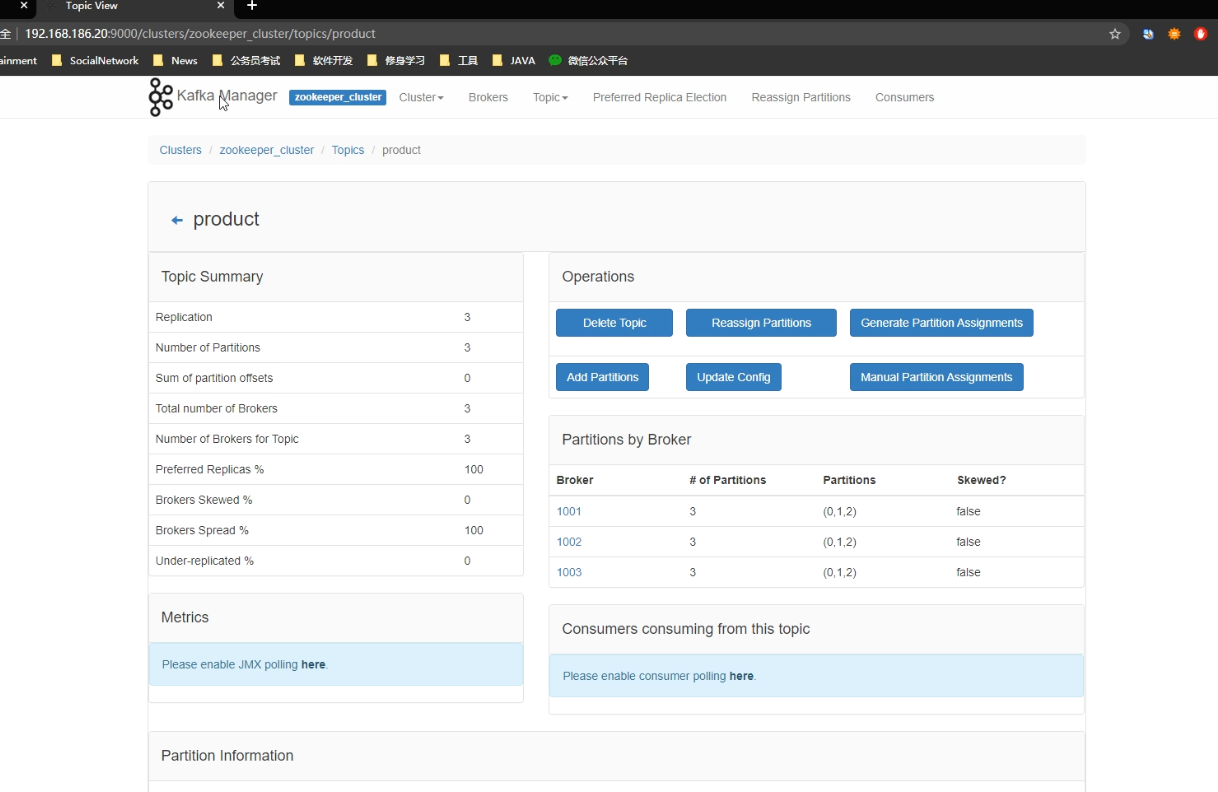 Topic View
全 192.168.186.20:9000/clusters/zookeeper_cluster/topics/product
ainment SocialNetwork News 公务员考试 软件开发 修身学习 工具 JAVA 微信公众平台
Kafka Manager zookeeper_cluster Cluster Brokers Topic Preferred Replica Election Reassign Partitions Consumers
Clusters / zookeeper_cluster / Topics / product
product
Topic Summary
Replication 3
Number of Partitions 3
Sum of partition offsets 0
Total number of Brokers 3
Number of Brokers for Topic 3
Preferred Replicas % 100
Brokers Skewed % 0
Brokers Spread % 100
Under-replicated % 0
Metrics
Please enable JMX polling here.
Operations
Delete Topic Reassign Partitions Generate Partition Assignments
Add Partitions Update Config Manual Partition Assignments
Partitions by Broker
Broker # of Partitions Partitions Skewed?
1001 3 (0,1,2) false
1002 3 (0,1,2) false
1003 3 (0,1,2) false
Consumers consuming from this topic
Please enable consumer polling here.
Partition Information